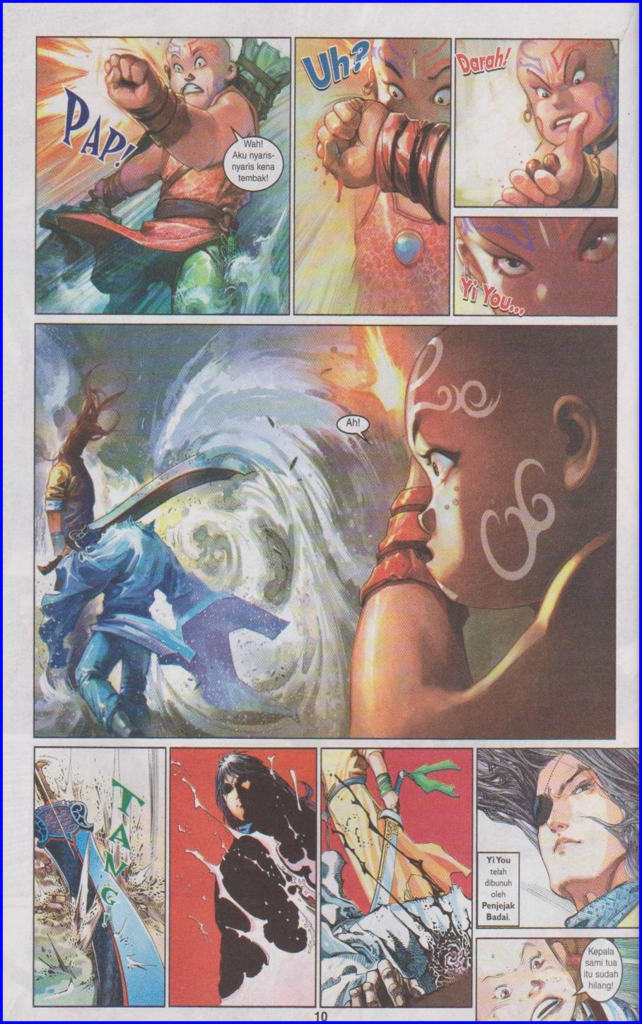 PAP!
Wah!
Aku nyaris-
nyaris kena
tembak!
Uh?
Darah!
Yi You...
Ah!
TANG!
Yi You
telah
dibunuh
oleh
Penjejak
Badai.
Kepala
sami tua
itu sudah
hilang!
10